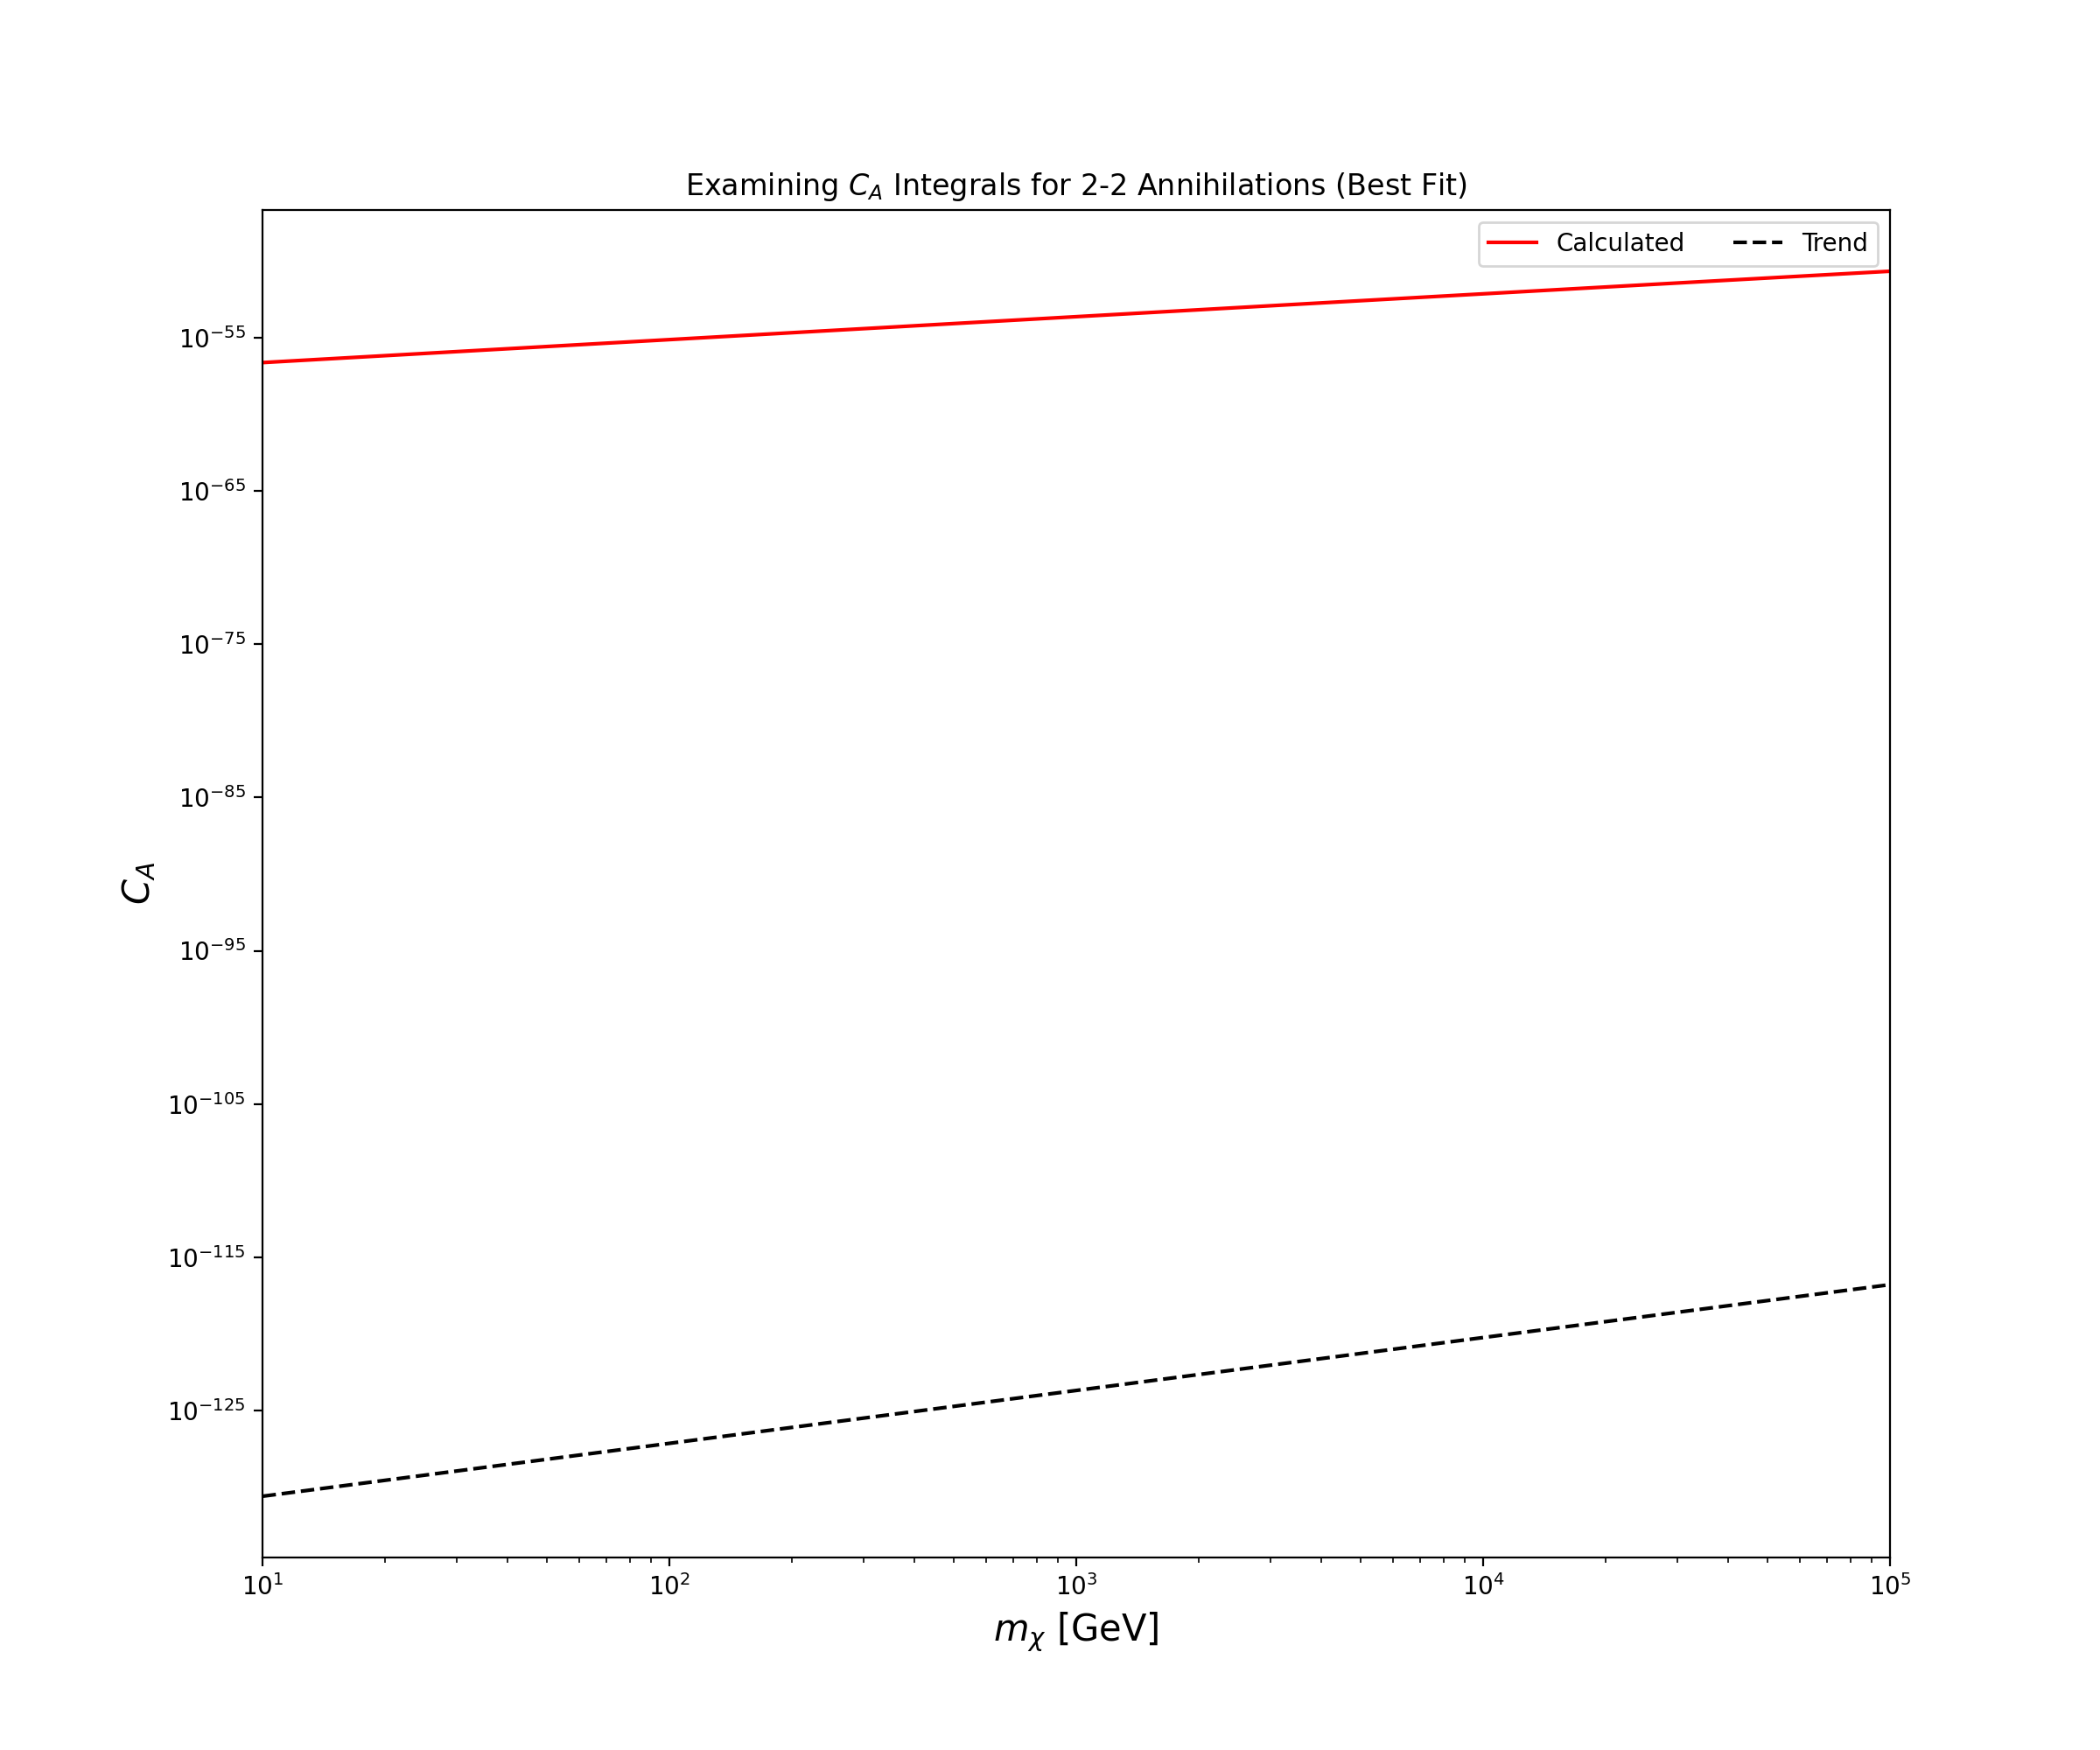 Examining C_A Integrals for 2-2 Annihilations (Best Fit)
Calculated Trend
10^−55
10^−65
10^−75
10^−85
C_A
10^−95
10^−105
10^−115
10^−125
10^1 10^2 10^3 10^4 10^5
m_χ [GeV]